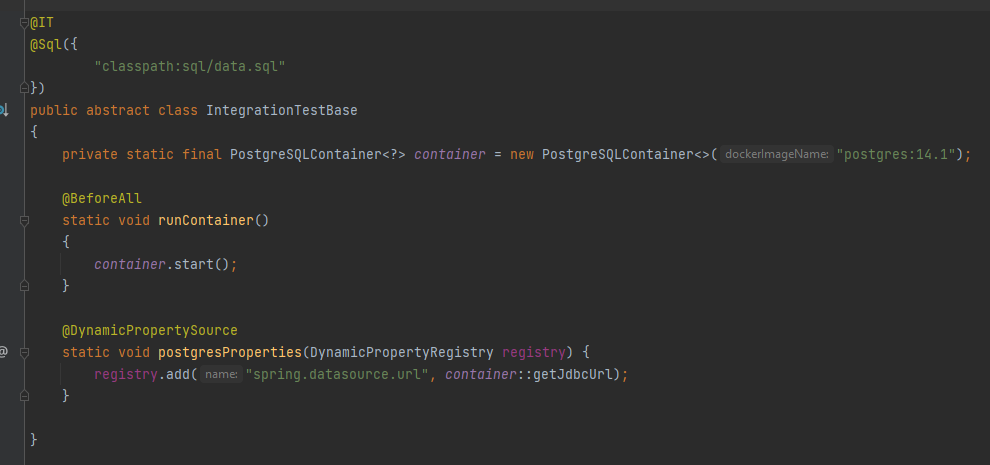 @IT
@Sql({
"classpath:sql/data.sql"
})
public abstract class IntegrationTestBase
{
private static final PostgreSQLContainer<?> container = new PostgreSQLContainer<>( dockerImageName: "postgres:14.1");
@BeforeAll
static void runContainer()
{
container.start();
}
@DynamicPropertySource
static void postgresProperties(DynamicPropertyRegistry registry) {
registry.add( name: "spring.datasource.url", container::getJdbcUrl);
}
}